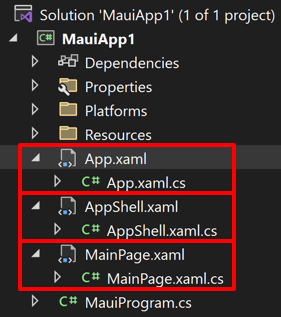 Solution 'MauiApp1' (1 of 1 project)
C# MauiApp1
Dependencies
Properties
Platforms
Resources
App.xaml
C# App.xaml.cs
AppShell.xaml
C# AppShell.xaml.cs
MainPage.xaml
C# MainPage.xaml.cs
C# MauiProgram.cs